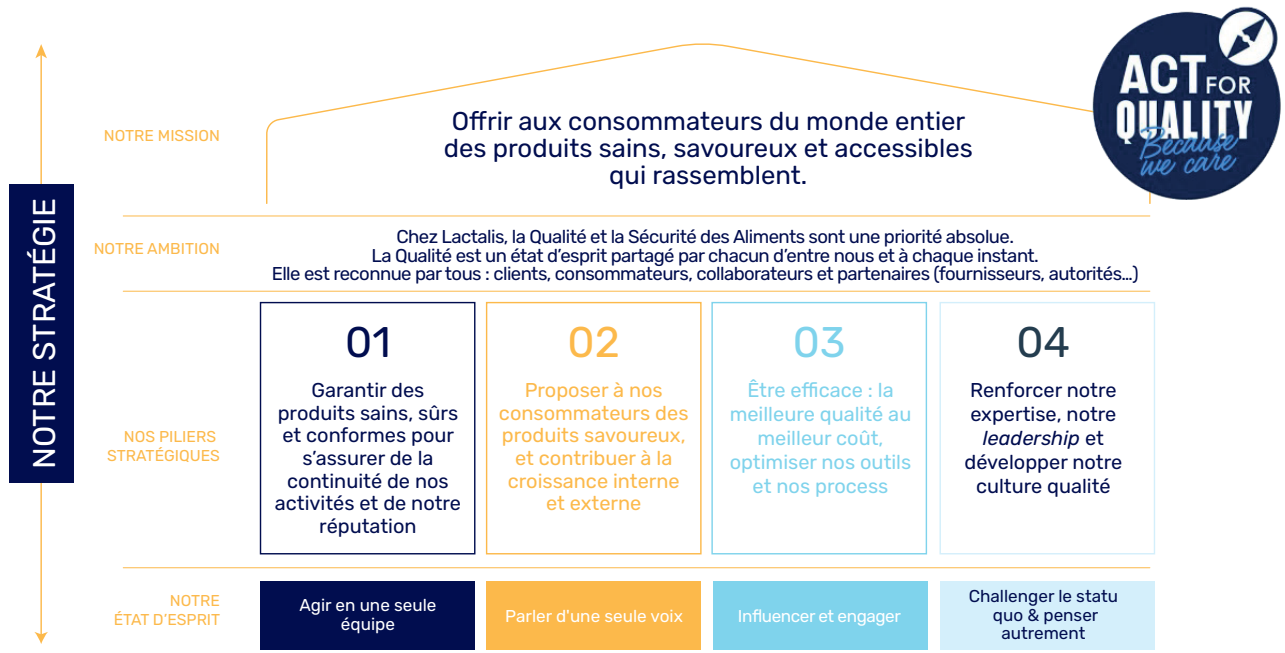 ACT FOR
QUALITY
Because
we care
NOTRE STRATÉGIE
NOTRE MISSION
Offrir aux consommateurs du monde entier
des produits sains, savoureux et accessibles
qui rassemblent.
NOTRE AMBITION
Chez Lactalis, la Qualité et la Sécurité des Aliments sont une priorité absolue.
La Qualité est un état d'esprit partagé par chacun d'entre nous et à chaque instant.
Elle est reconnue par tous : clients, consommateurs, collaborateurs et partenaires (fournisseurs, autorités...)
NOS PILIERS
STRATÉGIQUES
01
Garantir des
produits sains, sûrs
et conformes pour
s'assurer de la
continuité de nos
activités et de notre
réputation
02
Proposer à nos
consommateurs des
produits savoureux,
et contribuer à la
croissance interne
et externe
03
Être efficace : la
meilleure qualité au
meilleur coût,
optimiser nos outils
et nos process
04
Renforcer notre
expertise, notre
leadership et
développer notre
culture qualité
NOTRE
ÉTAT D'ESPRIT
Agir en une seule
équipe
Parler d'une seule voix
Influencer et engager
Challenger le statu
quo & penser
autrement